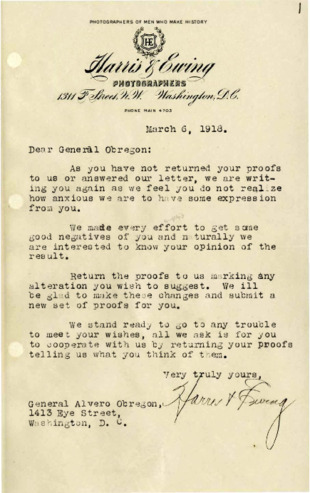 1
PHOTOGRAPHERS OF MEN WHO MAKE HISTORY
HE
Harris & Ewing
PHOTOGRAPHERS
1311 F Street, N.W. Washington, D.C.
PHONE MAIN 4703
March 6, 1918.
Dear General Obregon:
As you have not returned your proofs
to us or answered our letter, we are writ-
ing you again as we feel you do not realize
how anxious we are to have some expression
from you.
We made every effort to get some
good negatives of you and naturally we
are interested to know your opinion of the
result.
Return the proofs to us marking any
alteration you wish to suggest. We ill
be glad to make these changes and submit a
new set of proofs for you.
We stand ready to go to any trouble
to meet your wishes, all we ask is for you
to cooperate with us by returning your proofs
telling us what you think of them.
Very truly yours,
Harris & Ewing
General Alvero Obregon,
1413 Eye Street,
Washington, D. C.